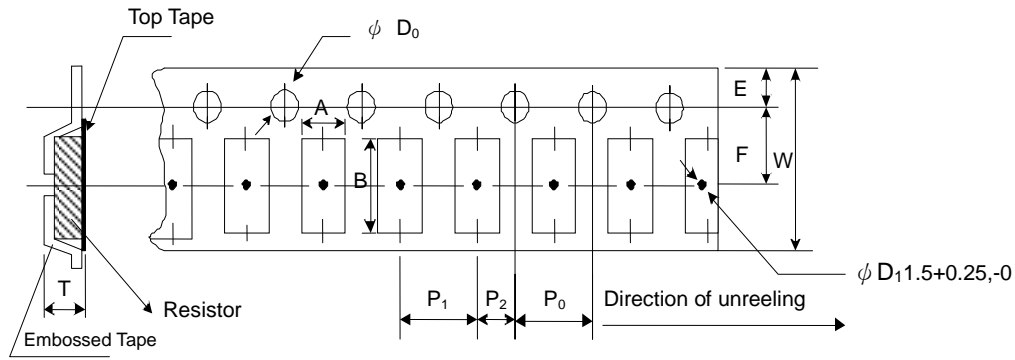 Top Tape
ϕ D₀
A
E
F
W
B
ϕ D₁1.5+0.25,-0
T
Resistor
P₁
P₂
P₀
Direction of unreeling
Embossed Tape